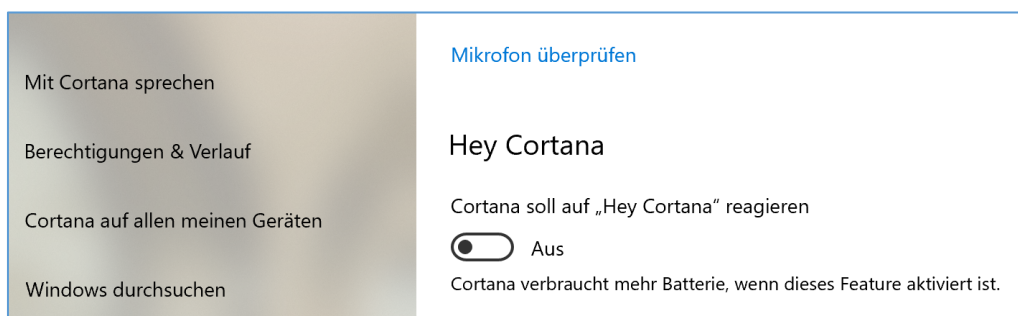 Mit Cortana sprechen
Berechtigungen & Verlauf
Cortana auf allen meinen Geräten
Windows durchsuchen
Mikrofon überprüfen
Hey Cortana
Cortana soll auf „Hey Cortana“ reagieren
Aus
Cortana verbraucht mehr Batterie, wenn dieses Feature aktiviert ist.